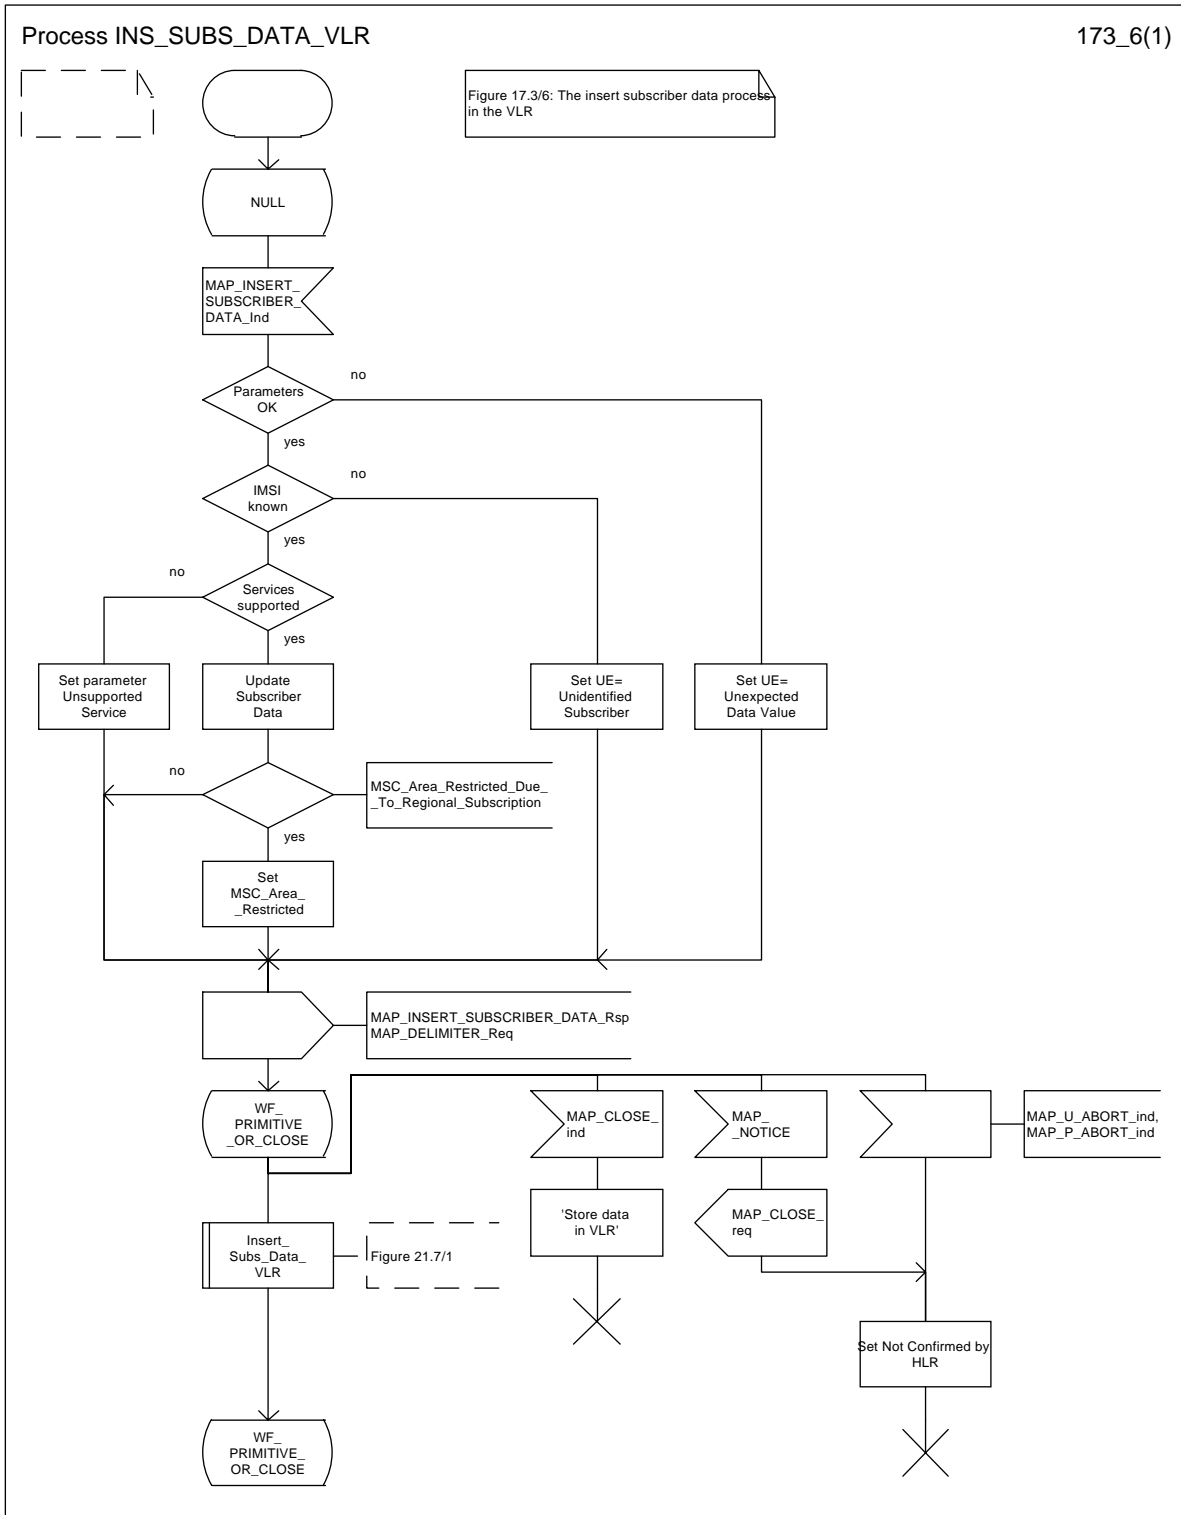 Process INS_SUBS_DATA_VLR
173_6(1)
Figure 17.3/6: The insert subscriber data process
in the VLR
NULL
MAP_INSERT_
SUBSCRIBER_
DATA_Ind
Parameters
OK
no
yes
IMSI
known
no
yes
Services
supported
no
yes
Set parameter
Unsupported
Service
Update
Subscriber
Data
Set UE=
Unidentified
Subscriber
Set UE=
Unexpected
Data Value
no
MSC_Area_Restricted_Due_
_To_Regional_Subscription
yes
Set
MSC_Area_
_Restricted
MAP_INSERT_SUBSCRIBER_DATA_Rsp
MAP_DELIMITER_Req
WF_
PRIMITIVE
_OR_CLOSE
MAP_CLOSE_
ind
MAP_
_NOTICE
MAP_U_ABORT_ind,
MAP_P_ABORT_ind
'Store data
in VLR'
MAP_CLOSE_
req
Insert_
Subs_Data_
VLR
Figure 21.7/1
Set Not Confirmed by
HLR
WF_
PRIMITIVE_
OR_CLOSE